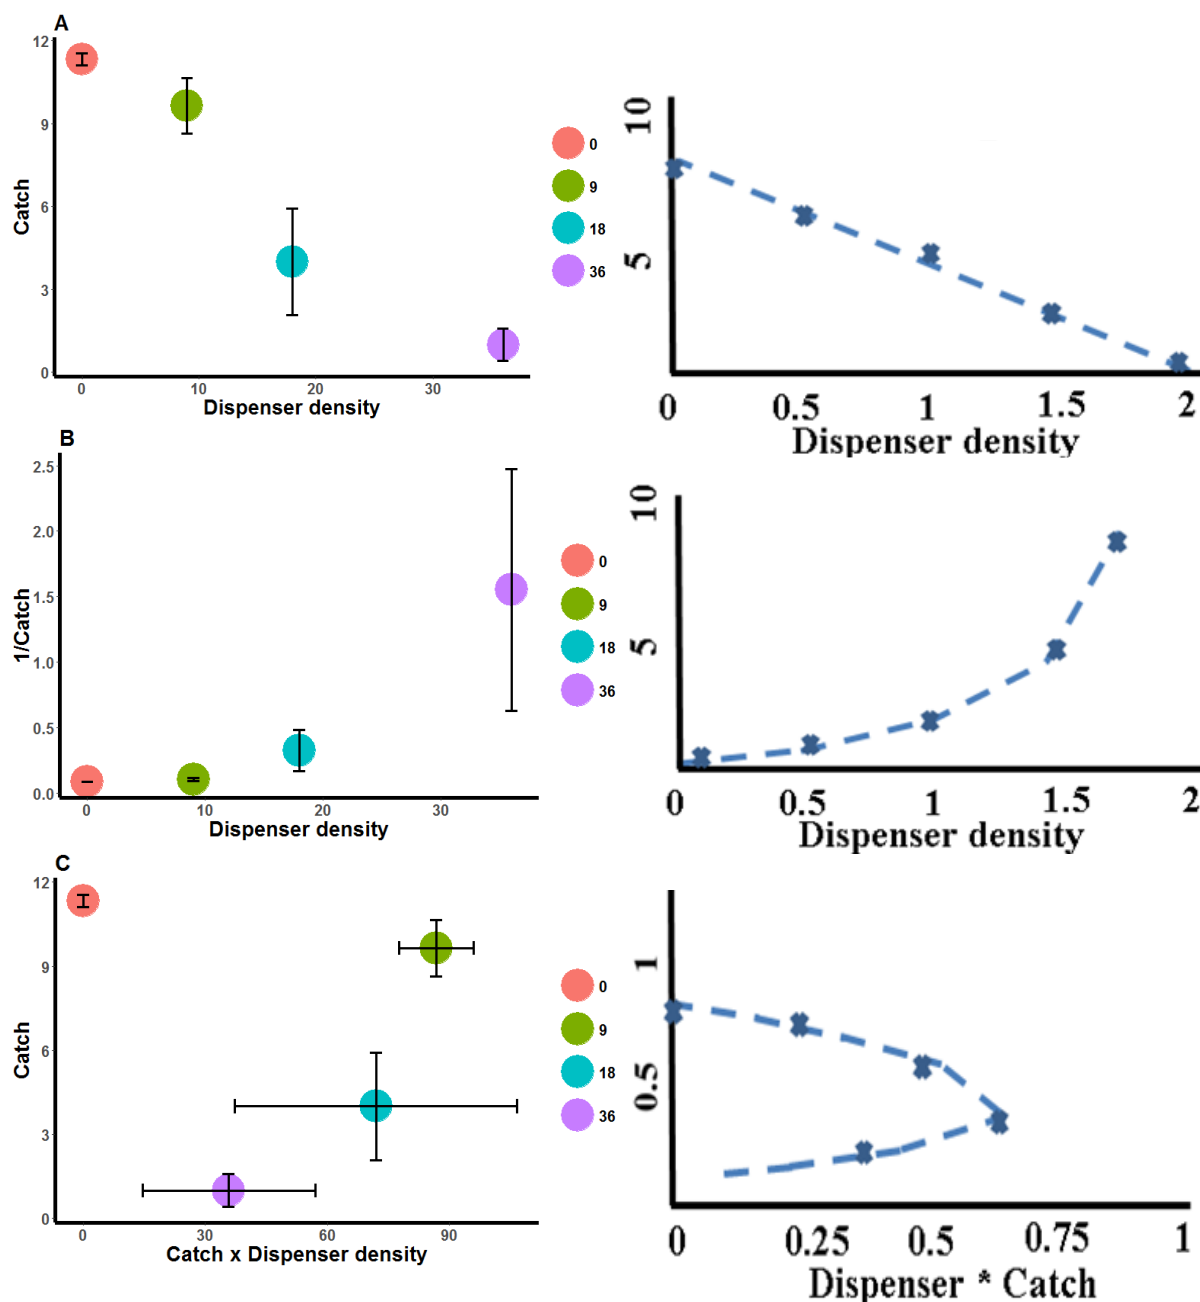 A
12
9
6
3
0
Catch
0 10 20 30
Dispenser density
0
9
18
36
10
5
0 0.5 1 1.5 2
Dispenser density
B
2.5
2.0
1.5
1.0
0.5
0.0
1/Catch
0 10 20 30
Dispenser density
0
9
18
36
10
5
0 0.5 1 1.5 2
Dispenser density
C
12
9
6
3
0
Catch
0 30 60 90
Catch x Dispenser density
0
9
18
36
1
0.5
0 0.25 0.5 0.75 1
Dispenser * Catch